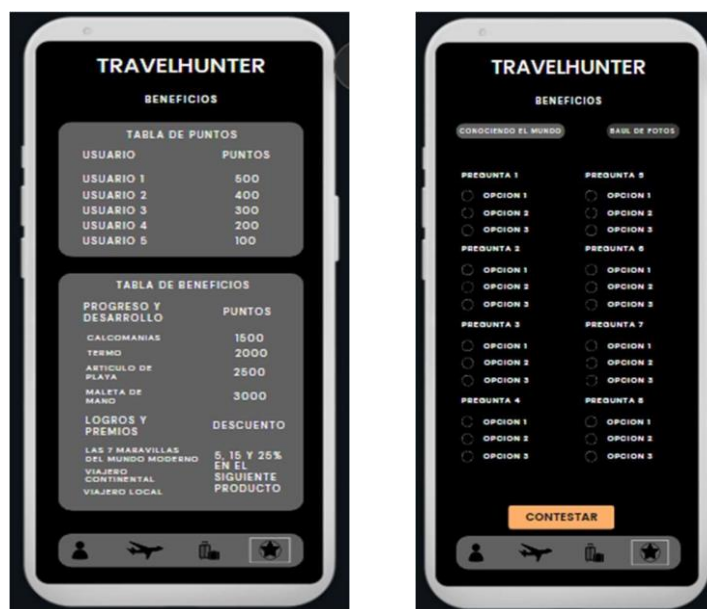 TRAVELHUNTER
BENEFICIOS
TABLA DE PUNTOS
USUARIO PUNTOS
USUARIO 1 500
USUARIO 2 400
USUARIO 3 300
USUARIO 4 200
USUARIO 5 100
TABLA DE BENEFICIOS
PROGRESO Y
DESARROLLO
PUNTOS
CALCOMANIAS 1500
TERMO 2000
ARTICULO DE
PLAYA
2500
MALETA DE
MANO
3000
LOGROS Y
PREMIOS
DESCUENTO
LAS 7 MARAVILLAS
DEL MUNDO MODERNO
VIAJERO
CONTINENTAL
VIAJERO LOCAL
5, 15 Y 25%
EN EL
SIGUIENTE
PRODUCTO
TRAVELHUNTER
BENEFICIOS
CONOCIENDO EL MUNDO
BAUL DE FOTOS
PREGUNTA 1
OPCION 1
OPCION 2
OPCION 3
PREGUNTA 2
OPCION 1
OPCION 2
OPCION 3
PREGUNTA 3
OPCION 1
OPCION 2
OPCION 3
PREGUNTA 4
OPCION 1
OPCION 2
OPCION 3
PREGUNTA 5
OPCION 1
OPCION 2
OPCION 3
PREGUNTA 6
OPCION 1
OPCION 2
OPCION 3
PREGUNTA 7
OPCION 1
OPCION 2
OPCION 3
PREGUNTA 8
OPCION 1
OPCION 2
OPCION 3
CONTESTAR